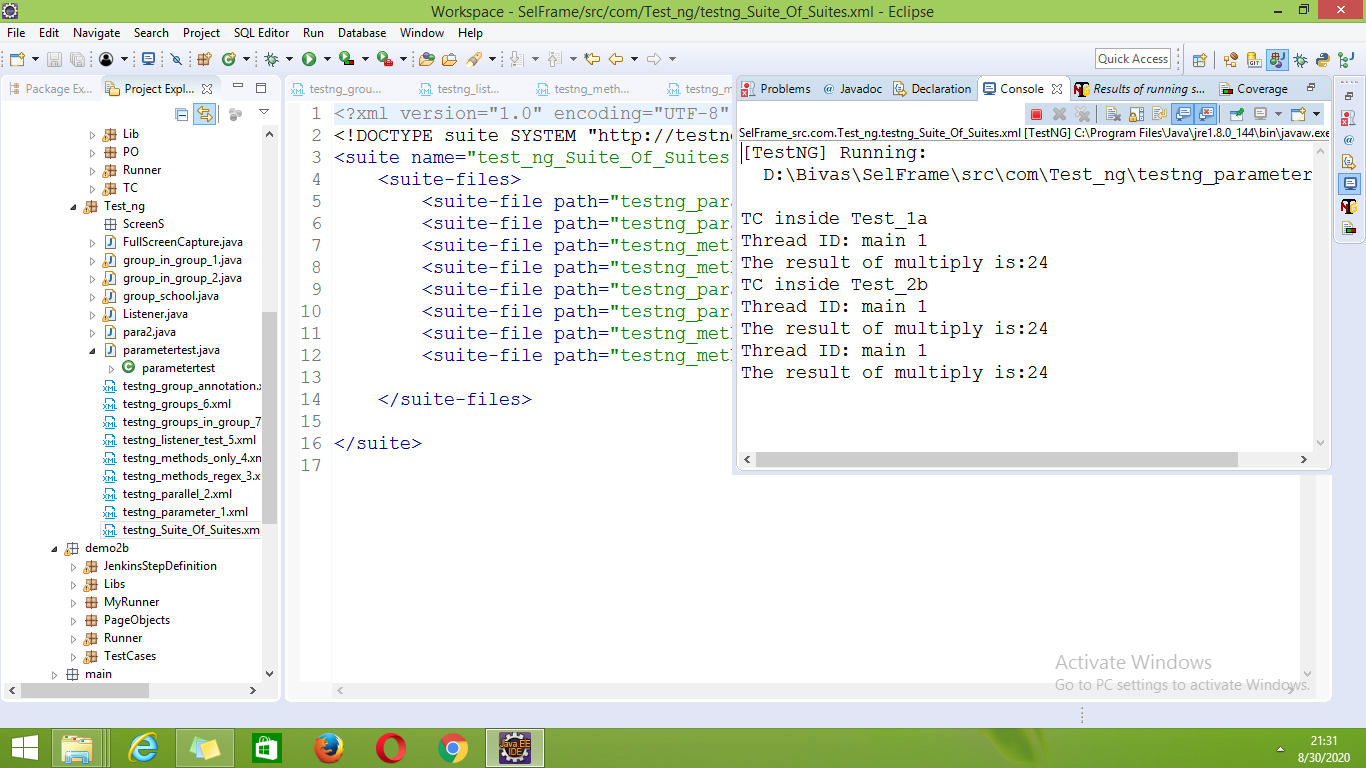 Workspace - SelFrame/src/com/Test_ng/testng_Suite_Of_Suites.xml - Eclipse
File Edit Navigate Search Project SQL Editor Run Database Window Help
Quick Access
Package Ex...
Project Expl...
Lib
PO
Runner
TC
Test_ng
ScreenS
FullScreenCapture.java
group_in_group_1.java
group_in_group_2.java
group_school.java
Listener.java
para2.java
parametertest.java
parametertest
testng_group_annotation.x
testng_groups_6.xml
testng_groups_in_group_7
testng_listener_test_5.xml
testng_methods_only_4.xn
testng_methods_regex_3.x
testng_parallel_2.xml
testng_parameter_1.xml
testng_Suite_Of_Suites.xm
demo2b
JenkinsStepDefinition
Libs
MyRunner
PageObjects
Runner
TestCases
main
testng_grou...
testng_list...
testng_meth...
testng_m
1 <?xml version="1.0" encoding="UTF-8"
2 <!DOCTYPE suite SYSTEM "http://testn
3 <suite name="test_ng_Suite_Of_Suites
4 <suite-files>
5 <suite-file path="testng_par
6 <suite-file path="testng_par
7 <suite-file path="testng_met
8 <suite-file path="testng_met
9 <suite-file path="testng_par
10 <suite-file path="testng_par
11 <suite-file path="testng_met
12 <suite-file path="testng_met
13
14 </suite-files>
15
16 </suite>
17
Problems @ Javadoc Declaration Console Results of running s... Coverage
SelFrame_src.com.Test_ng.testng_Suite_Of_Suites.xml [TestNG] C:\Program Files\Java\jre1.8.0_144\bin\javaw.exe
[TestNG] Running:
D:\Bivas\SelFrame\src\com\Test_ng\testng_parameter
TC inside Test_1a
Thread ID: main 1
The result of multiply is:24
TC inside Test_2b
Thread ID: main 1
The result of multiply is:24
Thread ID: main 1
The result of multiply is:24
Activate Windows
Go to PC settings to activate Windows.
Java EE
IDE
21:31
8/30/2020